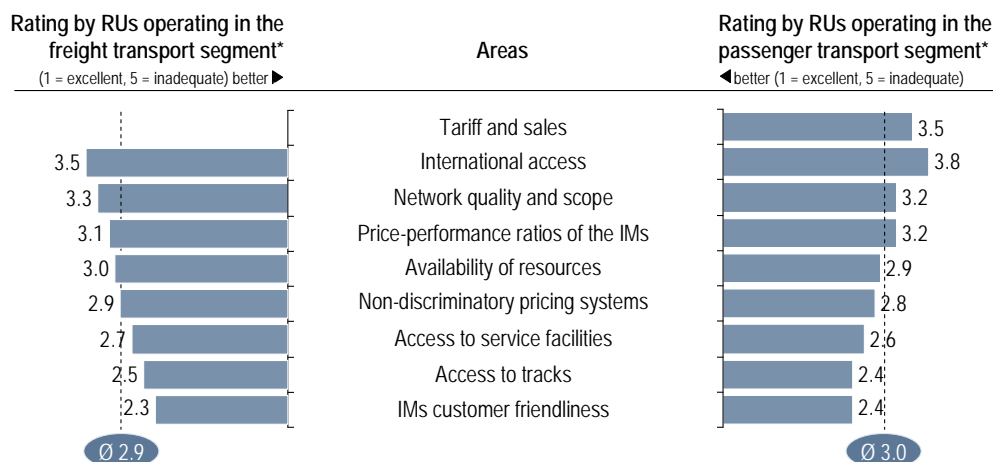 Rating by RUs operating in the
freight transport segment*
(1 = excellent, 5 = inadequate) better ▶
Areas
Rating by RUs operating in the
passenger transport segment*
◀ better (1 = excellent, 5 = inadequate)
Tariff and sales 3.5
3.5 International access 3.8
3.3 Network quality and scope 3.2
3.1 Price-performance ratios of the IMs 3.2
3.0 Availability of resources 2.9
2.9 Non-discriminatory pricing systems 2.8
2.7 Access to service facilities 2.6
2.5 Access to tracks 2.4
2.3 IMs customer friendliness 2.4
Ø 2.9 Ø 3.0